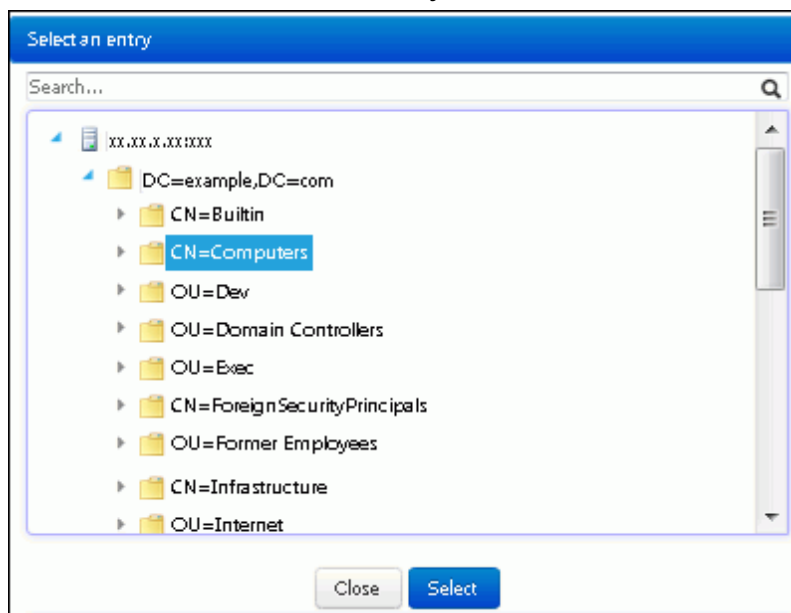 Select an entry
Search...
xx.xx.x.xx:xxx
DC=example,DC=com
CN=Builtin
CN=Computers
OU=Dev
OU=Domain Controllers
OU=Exec
CN=ForeignSecurityPrincipals
OU=Former Employees
CN=Infrastructure
OU=Internet
Close Select